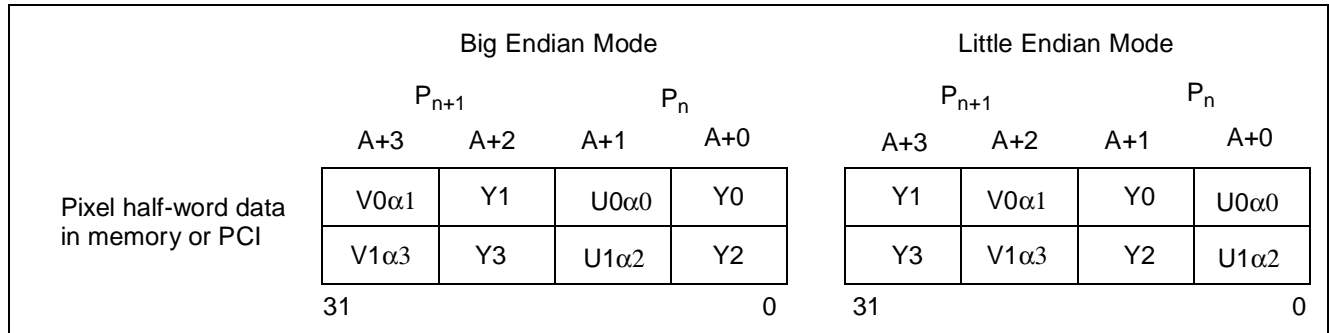 Big Endian Mode Little Endian Mode
Pn+1 Pn Pn+1 Pn
A+3 A+2 A+1 A+0 A+3 A+2 A+1 A+0
Pixel half-word data
in memory or PCI
V0α1 Y1 U0α0 Y0 Y1 V0α1 Y0 U0α0
V1α3 Y3 U1α2 Y2 Y3 V1α3 Y2 U1α2
31 0 31 0